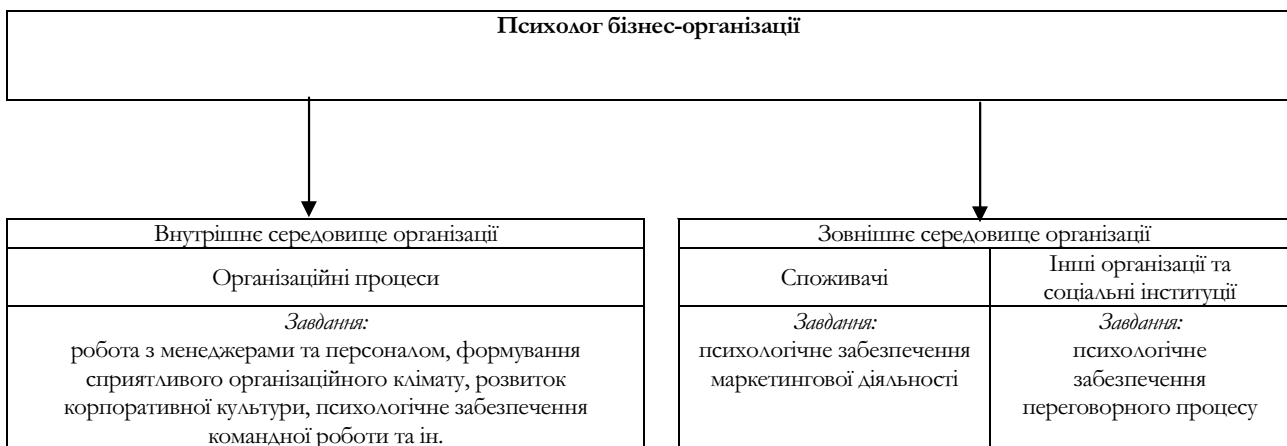 Психолог бізнес-організації
Внутрішнє середовище організації
Організаційні процеси
Завдання:
робота з менеджерами та персоналом, формування
сприятливого організаційного клімату, розвиток
корпоративної культури, психологічне забезпечення
командної роботи та ін.
Зовнішнє середовище організації
Споживачі
Завдання:
психологічне забезпечення
маркетингової діяльності
Інші організації та
соціальні інституції
Завдання:
психологічне
забезпечення
переговорного процесу